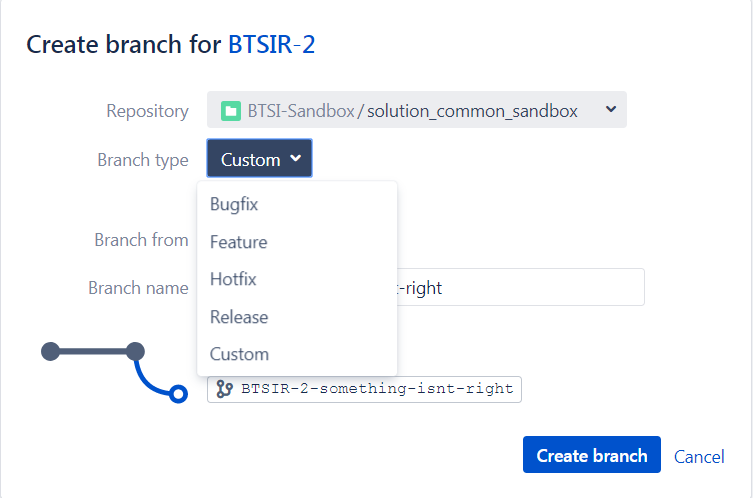 Create branch for BTSIR-2
Repository BTSI-Sandbox/solution_common_sandbox
Branch type Custom
Bugfix
Feature
Branch from
Hotfix
Branch name t-right
Release
Custom
BTSIR-2-something-isnt-right
Create branch Cancel